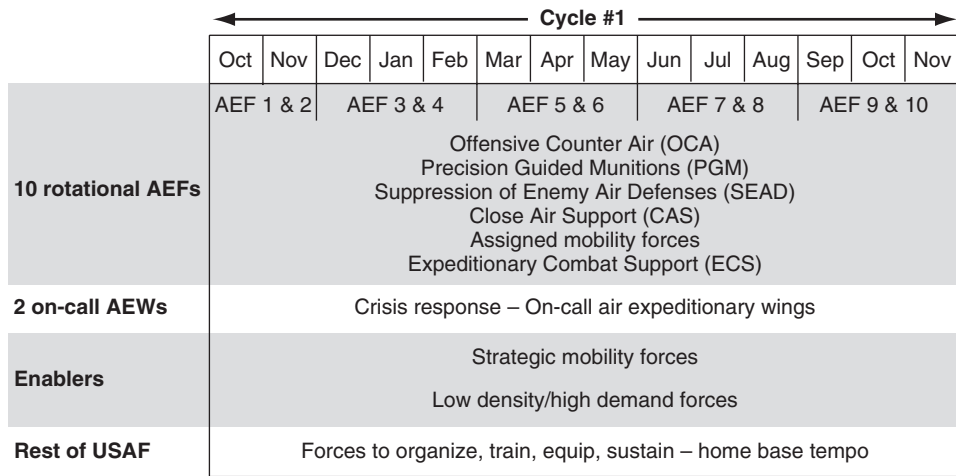 Cycle #1
Oct Nov Dec Jan Feb Mar Apr May Jun Jul Aug Sep Oct Nov
AEF 1 & 2 AEF 3 & 4 AEF 5 & 6 AEF 7 & 8 AEF 9 & 10
10 rotational AEFs
Offensive Counter Air (OCA)
Precision Guided Munitions (PGM)
Suppression of Enemy Air Defenses (SEAD)
Close Air Support (CAS)
Assigned mobility forces
Expeditionary Combat Support (ECS)
2 on-call AEWs
Crisis response – On-call air expeditionary wings
Enablers
Strategic mobility forces
Low density/high demand forces
Rest of USAF
Forces to organize, train, equip, sustain – home base tempo